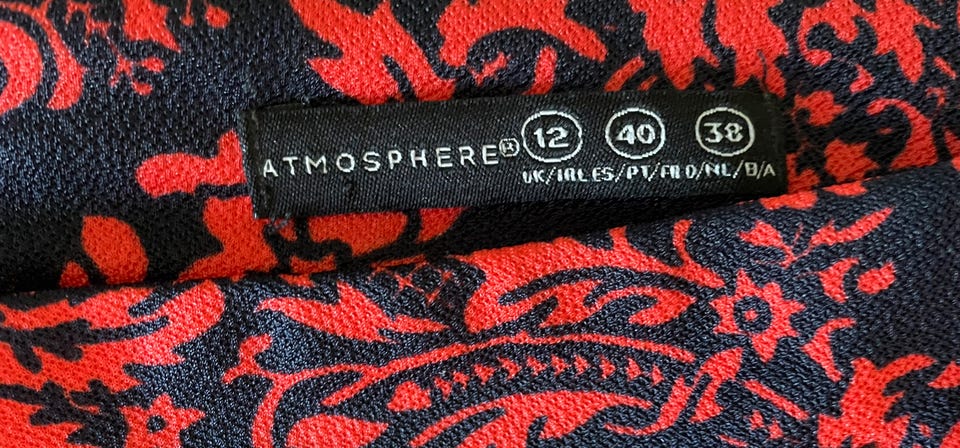 ATMOSPHERE® 12 40 38
UK/IRL ES/PT/FR D/NL/B/A